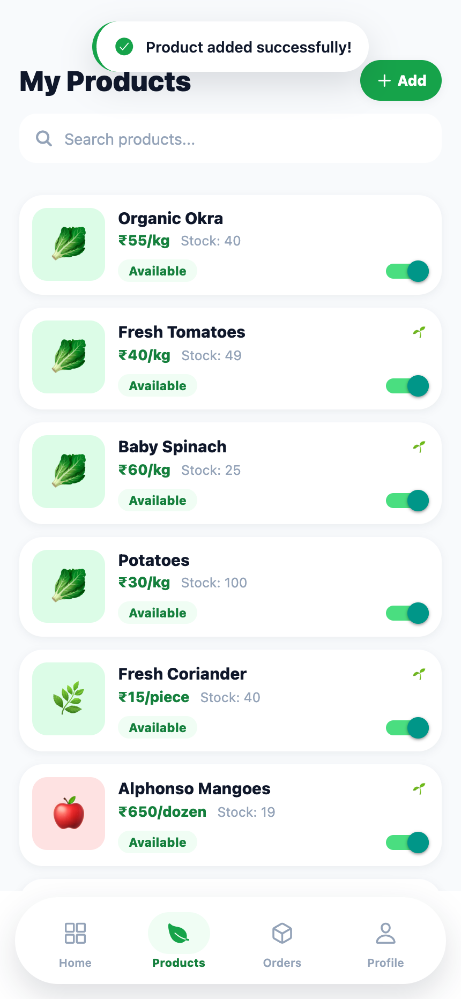 Product added successfully!
My Products
Add
Search products...
Organic Okra
₹55/kg Stock: 40
Available
Fresh Tomatoes
₹40/kg Stock: 49
Available
Baby Spinach
₹60/kg Stock: 25
Available
Potatoes
₹30/kg Stock: 100
Available
Fresh Coriander
₹15/piece Stock: 40
Available
Alphonso Mangoes
₹650/dozen Stock: 19
Available
Home Products Orders Profile